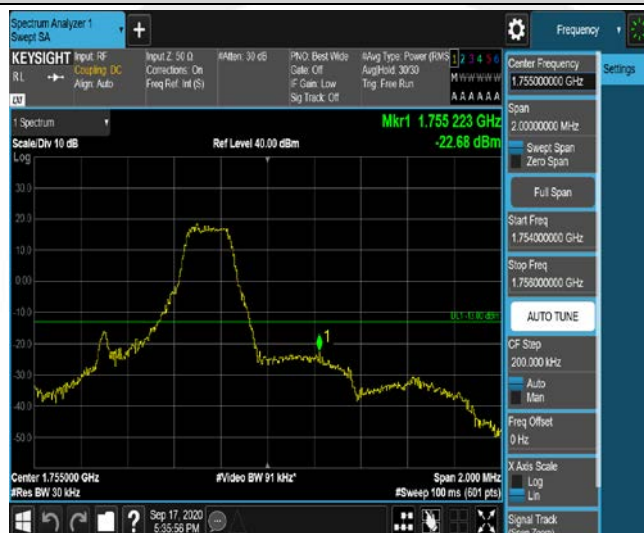 Spectrum Analyzer 1
Swept SA
+
Frequency
KEYSIGHT
Input: RF
Coupling: DC
Align: Auto
Input Z: 50 Ω
Corrections: On
Freq Ref: Int (S)
#Atten: 30 dB
PNO: Best Wide
Gate: Off
IF Gain: Low
Sig Track: Off
#Avg Type: Power (RMS
Avg|Hold: 30/30
Trig: Free Run
1 2 3 4 5 6
M W W W W W
A A A A A A
RL
LXI
1 Spectrum
Mkr1 1.755 223 GHz
-22.68 dBm
Scale/Div 10 dB
Ref Level 40.00 dBm
Log
30.0
20.0
10.0
0.00
-10.0
-20.0
-30.0
-40.0
-50.0
DL1 -13.00 dBm
1
Center 1.755000 GHz
#Video BW 91 kHz*
Span 2.000 MHz
#Res BW 30 kHz
#Sweep 100 ms (601 pts)
?
Sep 17, 2020
5:35:56 PM
Center Frequency
1.755000000 GHz
Settings
Span
2.00000000 MHz
Swept Span
Zero Span
Full Span
Start Freq
1.754000000 GHz
Stop Freq
1.756000000 GHz
AUTO TUNE
CF Step
200.000 kHz
Auto
Man
Freq Offset
0 Hz
X Axis Scale
Log
Lin
Signal Track
(Span Zoom)